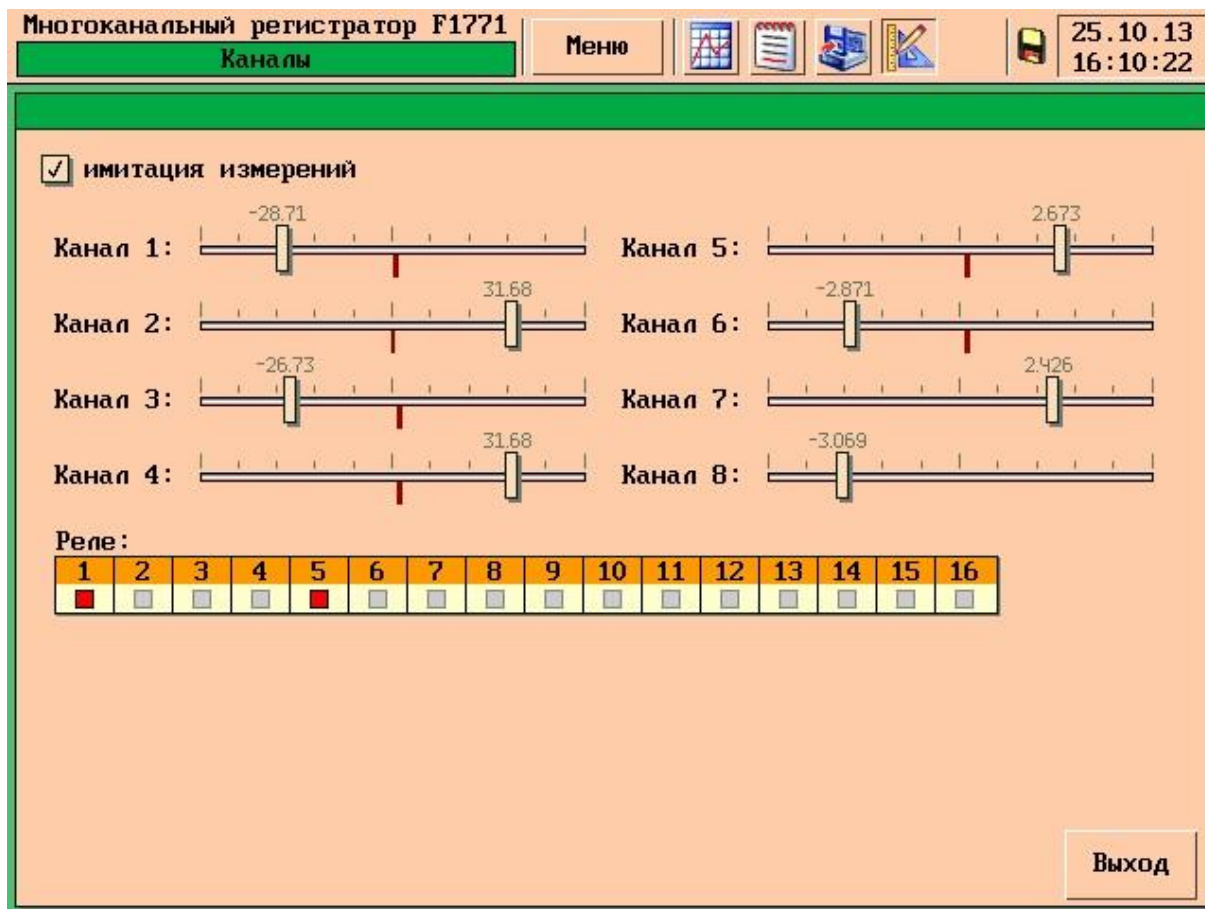 Многоканальный регистратор F1771
Каналы
Меню
25.10.13
16:10:22
имитация измерений
Канал 1: -28.71
Канал 5: 2.673
Канал 2: 31.68
Канал 6: -2.871
Канал 3: -26.73
Канал 7: 2.426
Канал 4: 31.68
Канал 8: -3.069
Реле:
1 2 3 4 5 6 7 8 9 10 11 12 13 14 15 16
Выход